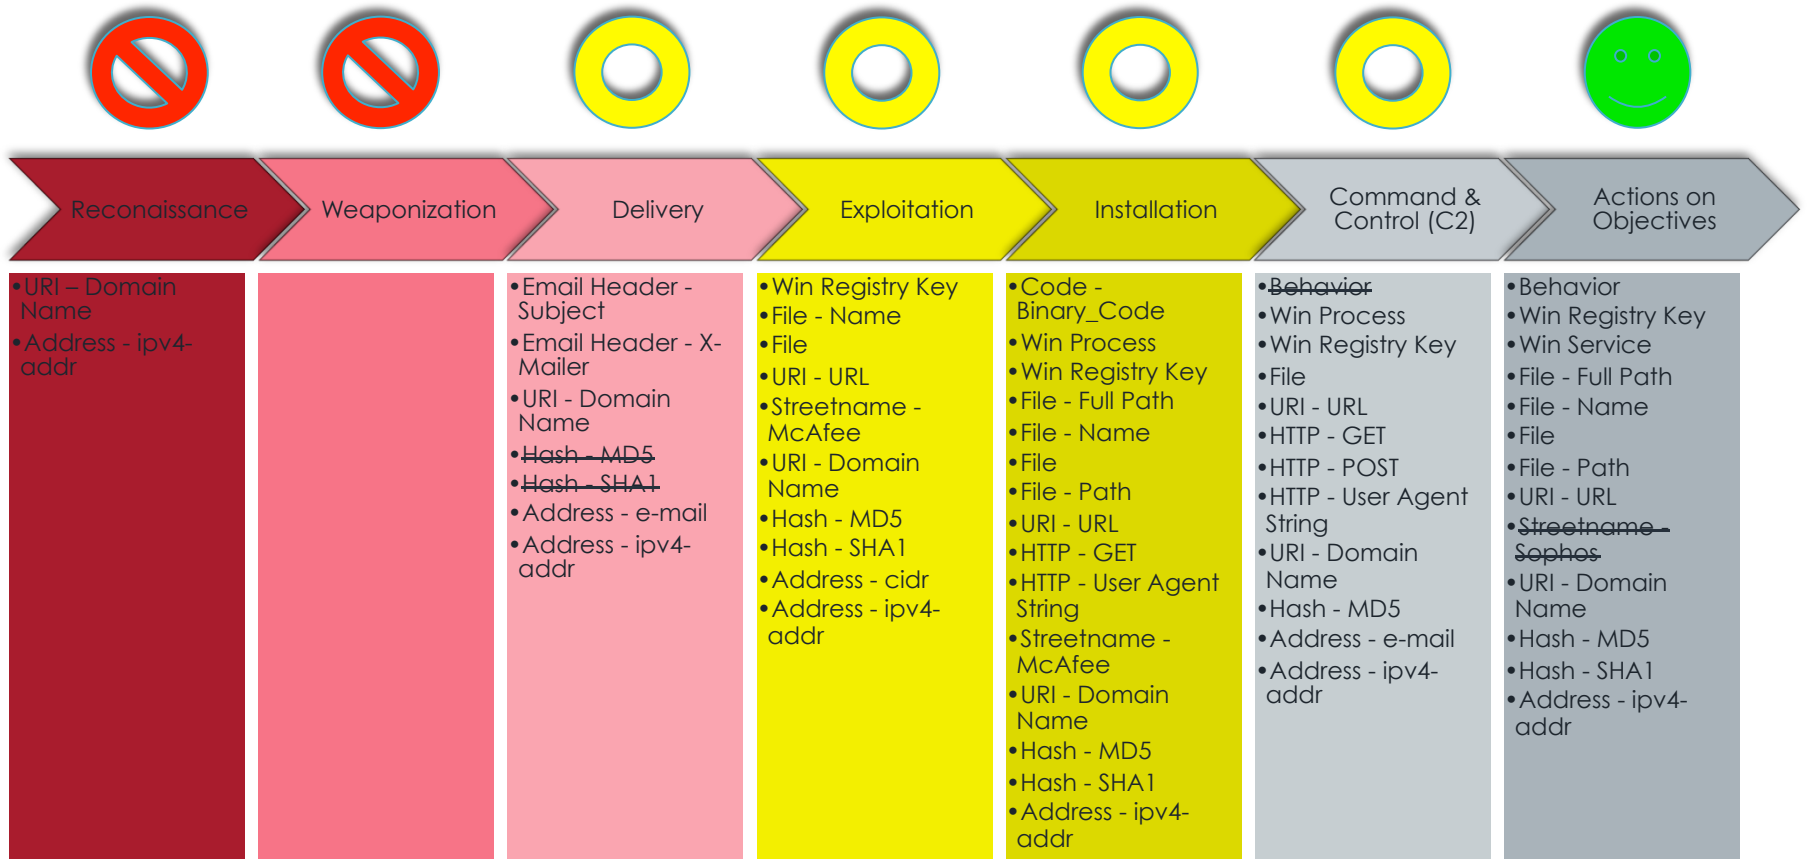 Reconaissance
Weaponization
Delivery
Exploitation
Installation
Command &
Control (C2)
Actions on
Objectives
•URI – Domain
Name
•Address - ipv4-
addr
•Email Header -
Subject
•Email Header - X-
Mailer
•URI - Domain
Name
•Hash - MD5
•Hash - SHA1
•Address - e-mail
•Address - ipv4-
addr
•Win Registry Key
•File - Name
•File
•URI - URL
•Streetname -
McAfee
•URI - Domain
Name
•Hash - MD5
•Hash - SHA1
•Address - cidr
•Address - ipv4-
addr
•Code -
Binary_Code
•Win Process
•Win Registry Key
•File - Full Path
•File - Name
•File
•File - Path
•URI - URL
•HTTP - GET
•HTTP - User Agent
String
•Streetname -
McAfee
•URI - Domain
Name
•Hash - MD5
•Hash - SHA1
•Address - ipv4-
addr
•Behavior
•Win Process
•Win Registry Key
•File
•URI - URL
•HTTP - GET
•HTTP - POST
•HTTP - User Agent
String
•URI - Domain
Name
•Hash - MD5
•Address - e-mail
•Address - ipv4-
addr
•Behavior
•Win Registry Key
•Win Service
•File - Full Path
•File - Name
•File
•File - Path
•URI - URL
•Streetname -
Sophos
•URI - Domain
Name
•Hash - MD5
•Hash - SHA1
•Address - ipv4-
addr